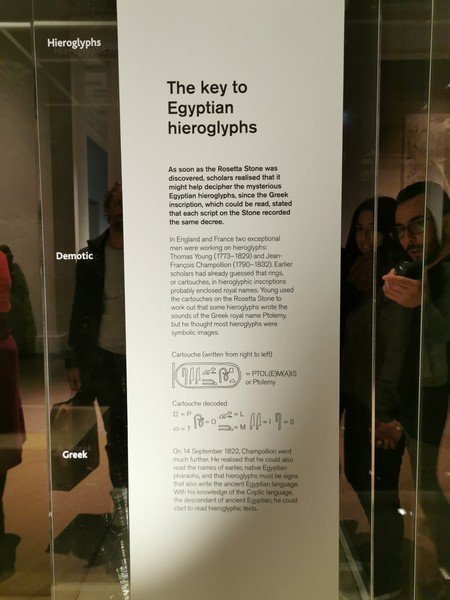 Hieroglyphs
The key to
Egyptian
hieroglyphs
As soon as the Rosetta Stone was
discovered, scholars realised that it
might help decipher the mysterious
Egyptian hieroglyphs, since the Greek
inscription, which could be read, stated
that each script on the Stone recorded
the same decree.
In England and France two exceptional
men were working on hieroglyphs:
Thomas Young (1773–1829) and Jean-
François Champollion (1790–1832). Earlier
scholars had already guessed that rings,
or cartouches, in hieroglyphic inscriptions
probably enclosed royal names. Young used
the cartouches on the Rosetta Stone to
work out that some hieroglyphs wrote the
sounds of the Greek royal name Ptolemy,
but he thought most hieroglyphs were
symbolic images.
Demotic
Cartouche (written from right to left)
= PTOL(E)M(A)IS
or Ptolemy
Cartouche decoded
= P = O = L = I = S
= T = M
On 14 September 1822, Champollion went
much further. He realised that he could also
read the names of earlier, native Egyptian
pharaohs, and that hieroglyphs must be signs
that also write the ancient Egyptian language.
With his knowledge of the Coptic language,
the descendant of ancient Egyptian, he could
start to read hieroglyphic texts.
Greek